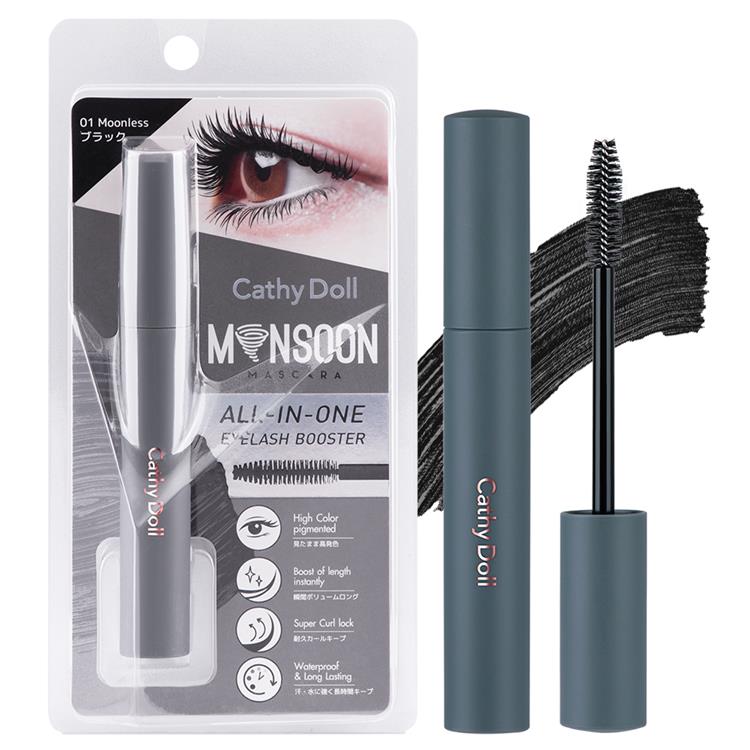 01 Moonless
ブラック
Cathy Doll
MONSOON
MASCARA
ALL-IN-ONE
EYELASH BOOSTER
High Color
pigmented
見たまま高発色
Boost of length
instantly
瞬間ボリュームロング
Super Curl lock
耐久カールキープ
Waterproof
& Long Lasting
汗・水に強く長時間キープ
Cathy Doll
Cathy Doll